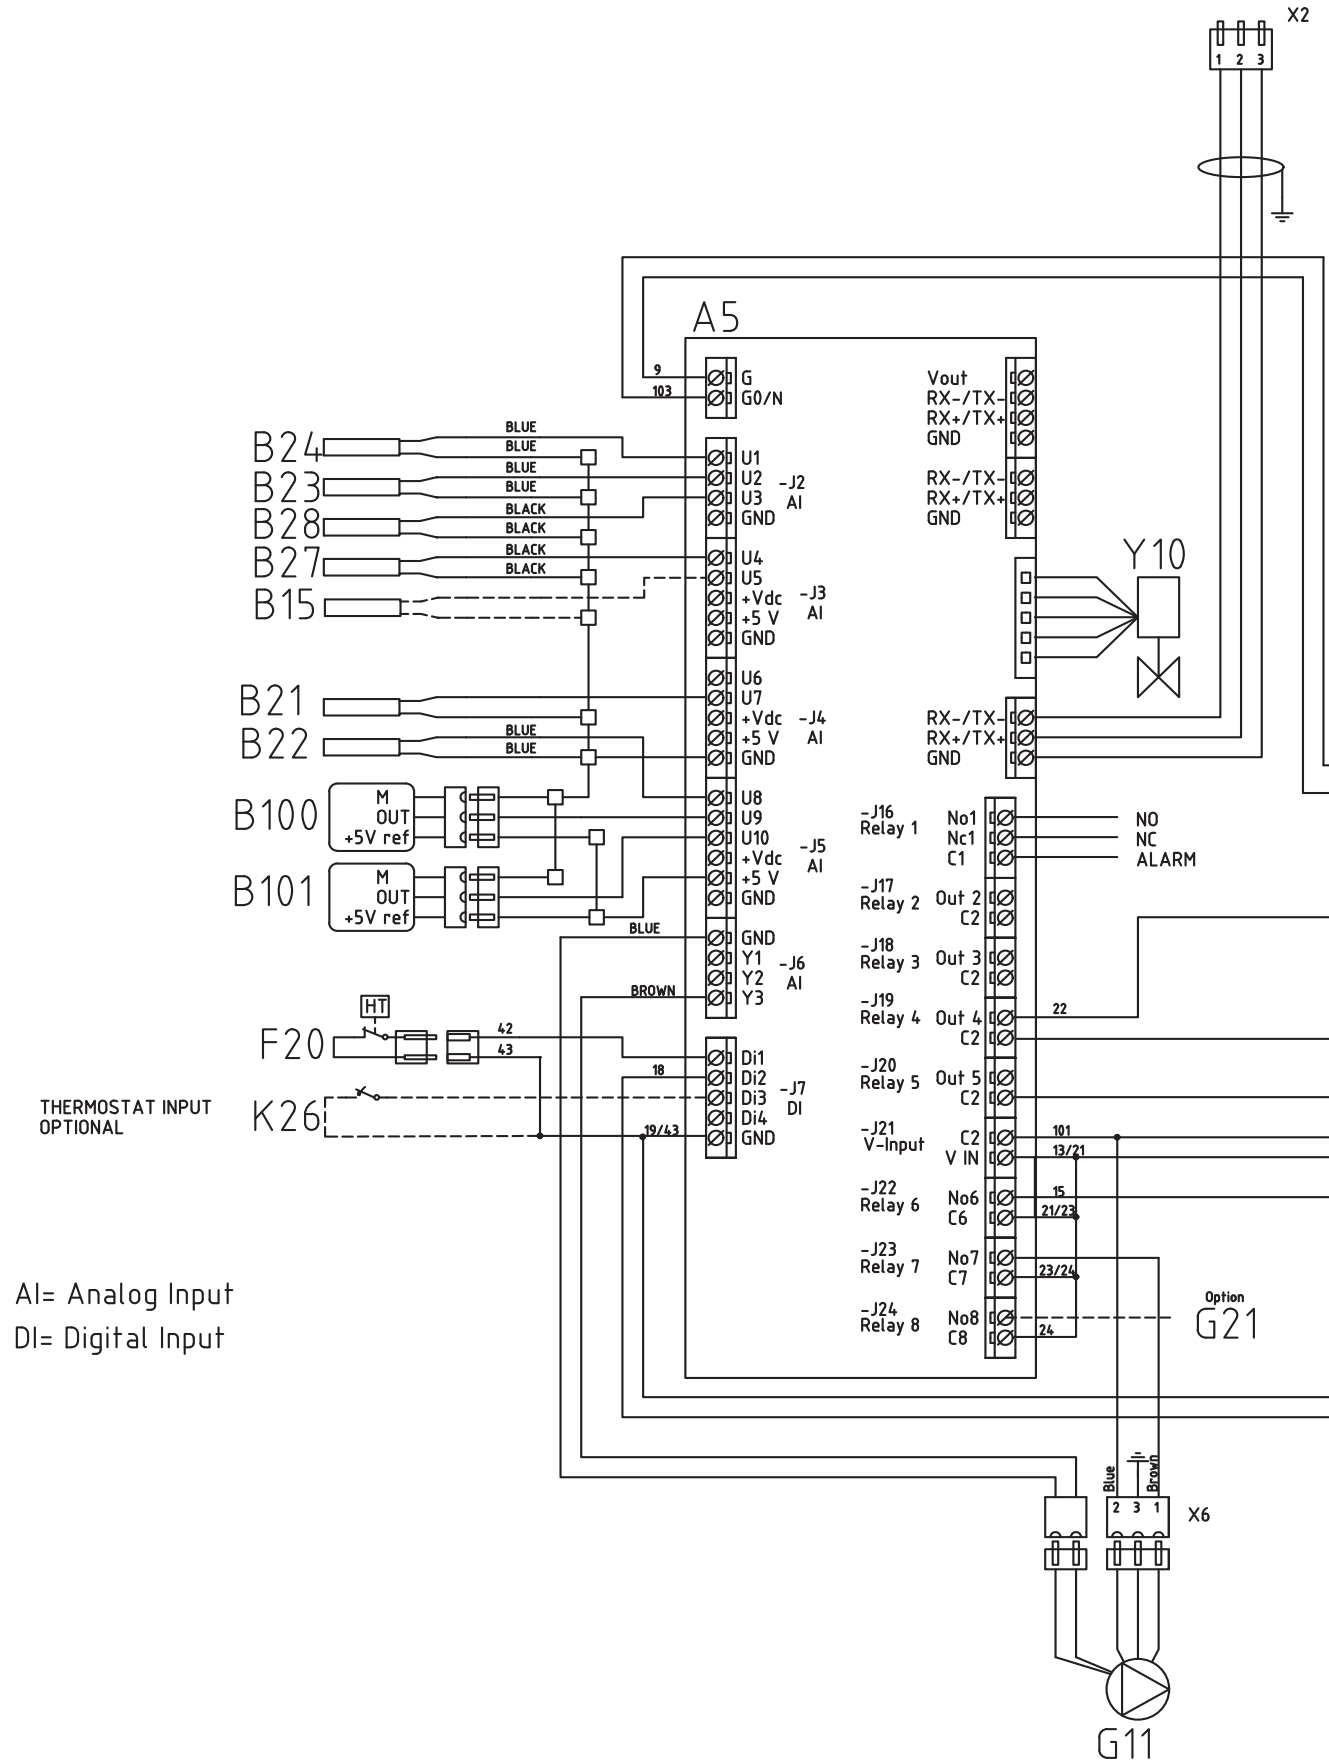 X2
1 2 3
A5
9 G
103 G0/N
Vout
RX-/TX-
RX+/TX+
GND
RX-/TX-
RX+/TX+
GND
B24 BLUE
BLUE
B23 BLUE
BLUE
B28 BLACK
BLACK
B27 BLACK
BLACK
B15
U1
U2
U3
GND
-J2
AI
U4
U5
+Vdc
+5 V
GND
-J3
AI
Y10
B21
B22 BLUE
BLUE
U6
U7
+Vdc
+5 V
GND
-J4
AI
RX-/TX-
RX+/TX+
GND
B100
M
OUT
+5V ref
B101
M
OUT
+5V ref
U8
U9
U10
+Vdc
+5 V
GND
-J5
AI
BLUE
BROWN
GND
Y1
Y2
Y3
-J6
AI
HT
F20
42
43
18
THERMOSTAT INPUT
OPTIONAL
K26
19/43
Di1
Di2
Di3
Di4
GND
-J7
DI
-J16
Relay 1
No1 NO
Nc1 NC
C1 ALARM
-J17
Relay 2
Out 2
C2
-J18
Relay 3
Out 3
C2
-J19
Relay 4
Out 4 22
C2
-J20
Relay 5
Out 5
C2
-J21
V-Input
C2 101
V IN 13/21
-J22
Relay 6
No6 15
C6 21/23
-J23
Relay 7
No7
C7 23/24
-J24
Relay 8
No8
C8 24
Option
G21
AI= Analog Input
DI= Digital Input
Blue
Brown
2 3 1
X6
G11